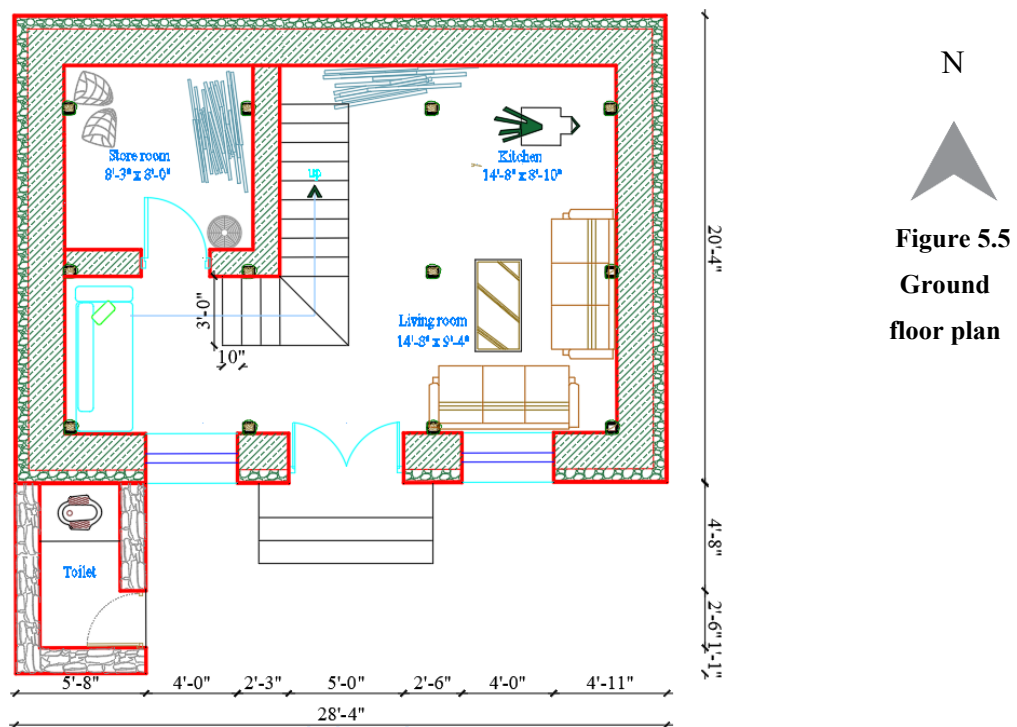 N
Figure 5.5
Ground
floor plan
Store room
8'-3" x 8'-0"
up
Kitchen
14'-8" x 8'-10"
20'-4"
3'-0"
10"
Living room
14'-8" x 9'-4"
4'-8"
Toilet
2'-6"
1'-1"
5'-8"
4'-0"
2'-3"
5'-0"
2'-6"
4'-0"
4'-11"
28'-4"